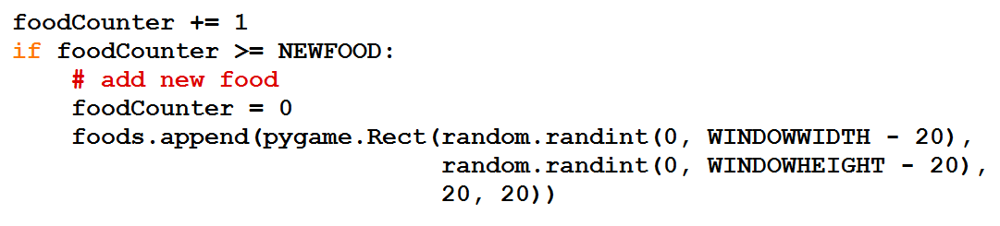 foodCounter += 1
if foodCounter >= NEWFOOD:
    # add new food
    foodCounter = 0
    foods.append(pygame.Rect(random.randint(0, WINDOWWIDTH - 20),
                             random.randint(0, WINDOWHEIGHT - 20),
                             20, 20))